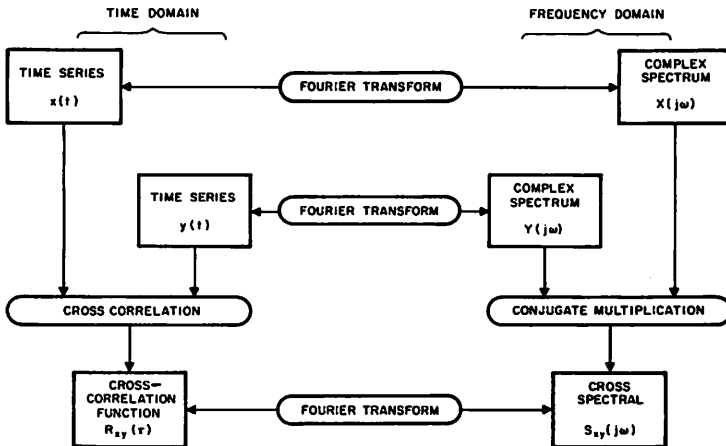 TIME DOMAIN
FREQUENCY DOMAIN
TIME SERIES
x(t)
FOURIER TRANSFORM
COMPLEX
SPECTRUM
X(jω)
TIME SERIES
y(t)
FOURIER TRANSFORM
COMPLEX
SPECTRUM
Y(jω)
CROSS CORRELATION
CONJUGATE MULTIPLICATION
CROSS-
CORRELATION
FUNCTION
Rxy(τ)
FOURIER TRANSFORM
CROSS
SPECTRAL
Sxy(jω)